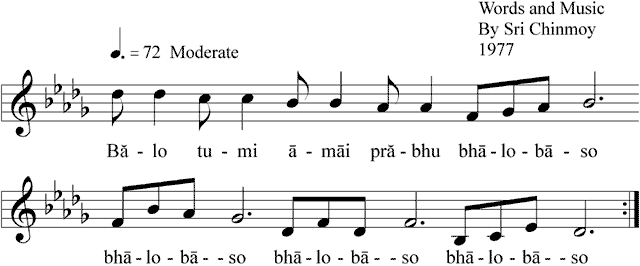 Words and Music
By Sri Chinmoy
1977
♩. = 72 Moderate
Bă - lo tu - mi ā - māi pră - bhu bhā - lo - bā - so
bhā - lo - bā - - so bhā - lo - bā - - so bhā - lo - bā - - so